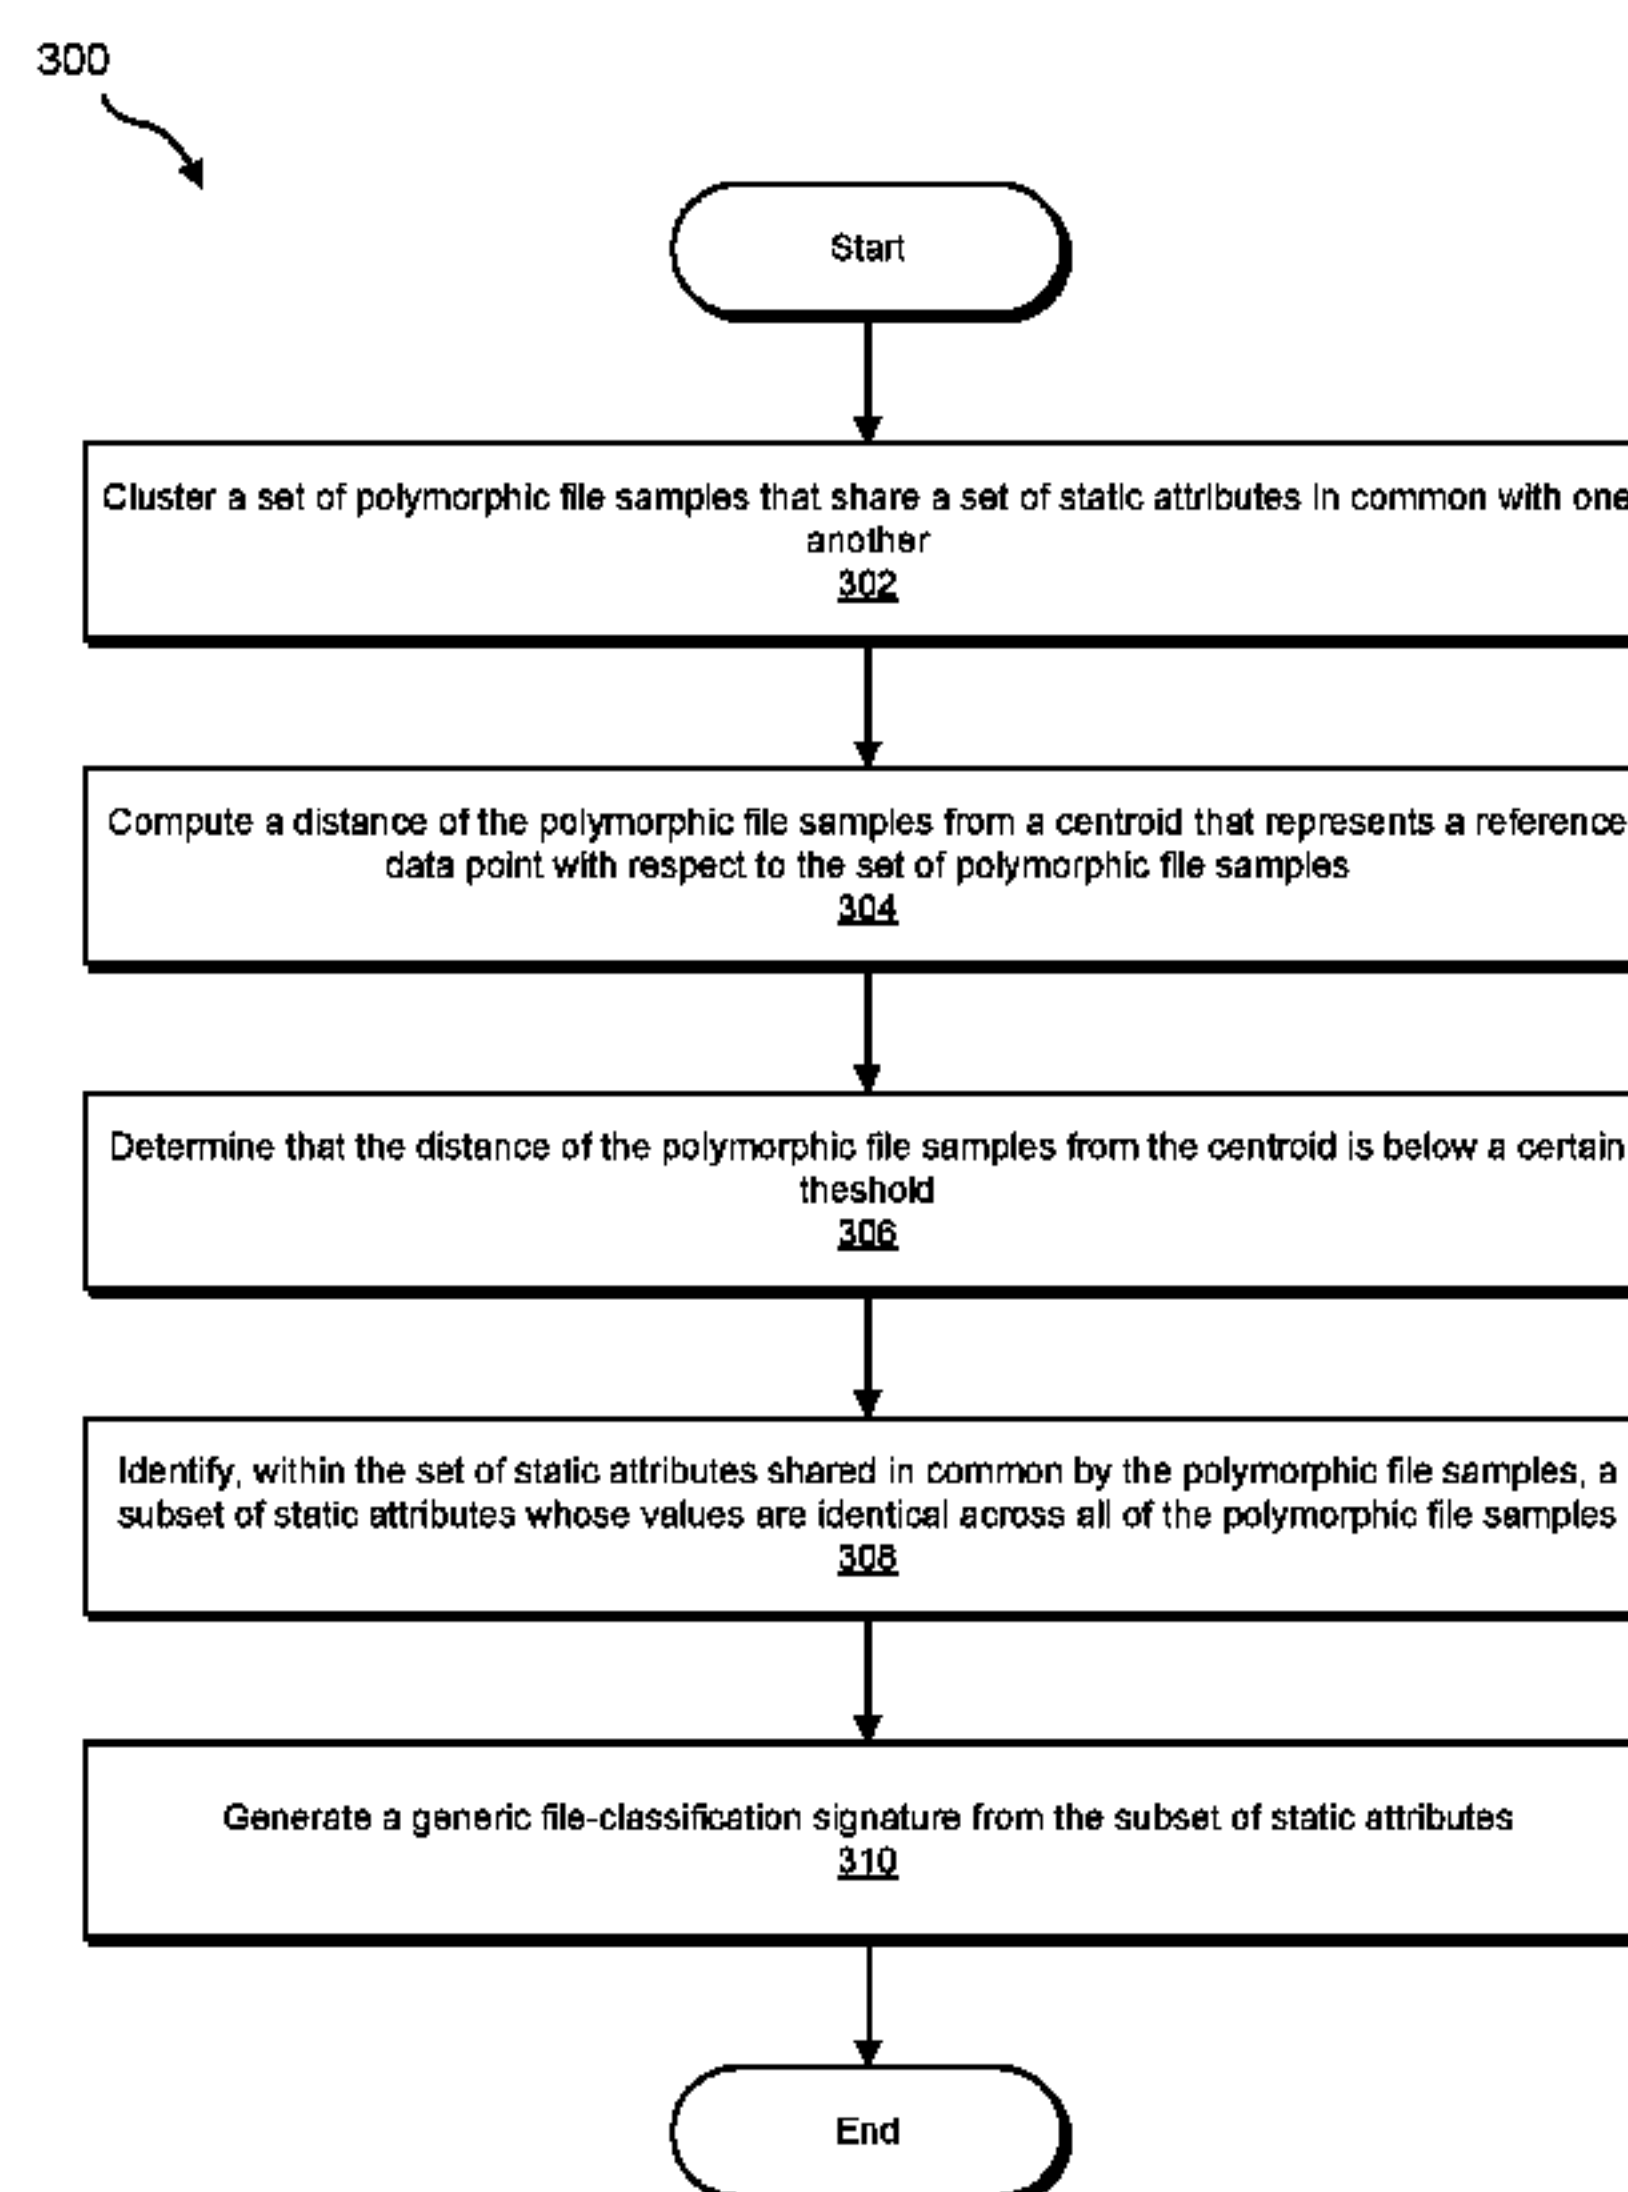 300
Start
Cluster a set of polymorphic file samples that share a set of static attributes in common with one
another
302
Compute a distance of the polymorphic file samples from a centroid that represents a reference
data point with respect to the set of polymorphic file samples
304
Determine that the distance of the polymorphic file samples from the centroid is below a certain
theshold
306
Identify, within the set of static attributes shared in common by the polymorphic file samples, a
subset of static attributes whose values are identical across all of the polymorphic file samples
308
Generate a generic file-classification signature from the subset of static attributes
310
End